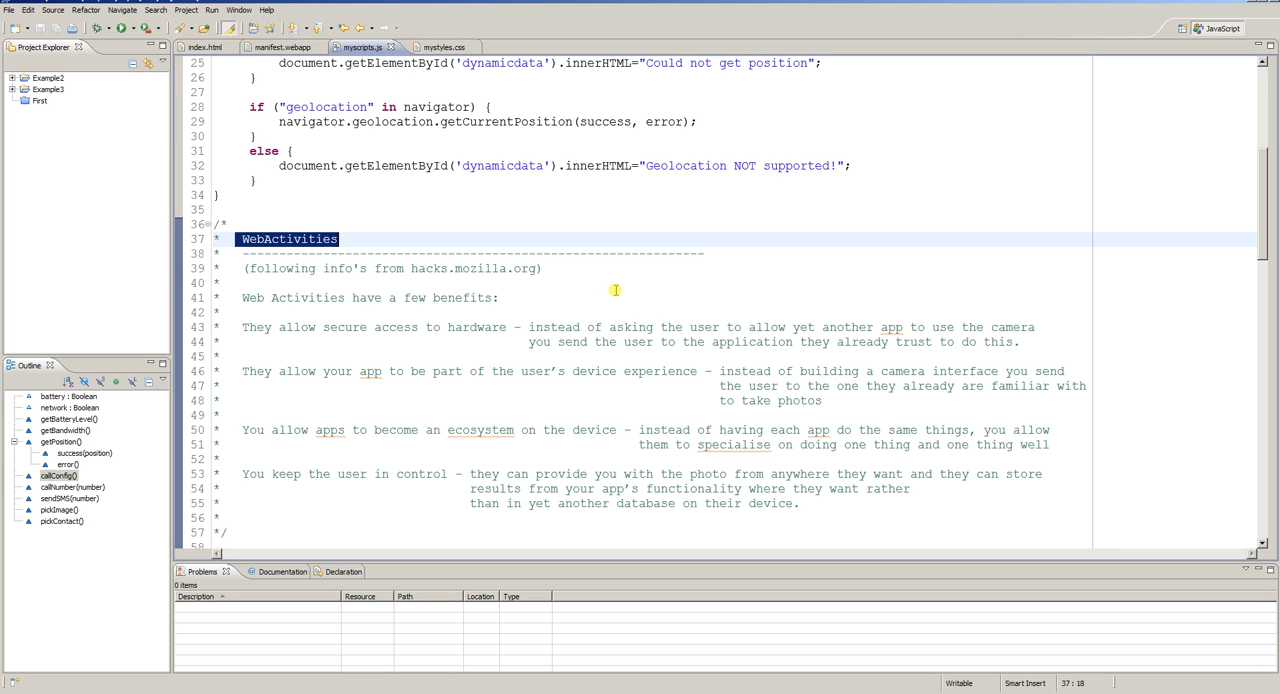 File Edit Source Refactor Navigate Search Project Run Window Help
JavaScript
Project Explorer
index.html manifest.webapp myscripts.js mystyles.css
Example2
Example3
First
25 document.getElementById('dynamicdata').innerHTML="Could not get position";
26 }
27
28 if ("geolocation" in navigator) {
29 navigator.geolocation.getCurrentPosition(success, error);
30 }
31 else {
32 document.getElementById('dynamicdata').innerHTML="Geolocation NOT supported!";
33 }
34 }
35
36 /*
37 * WebActivities
38 * ---------------------------------------------------------------
39 * (following info's from hacks.mozilla.org)
40 *
41 * Web Activities have a few benefits:
42 *
43 * They allow secure access to hardware – instead of asking the user to allow yet another app to use the camera
44 * you send the user to the application they already trust to do this.
45 *
46 * They allow your app to be part of the user’s device experience – instead of building a camera interface you send
47 * the user to the one they already are familiar with
48 * to take photos
49 *
50 * You allow apps to become an ecosystem on the device – instead of having each app do the same things, you allow
51 * them to specialise on doing one thing and one thing well
52 *
53 * You keep the user in control – they can provide you with the photo from anywhere they want and they can store
54 * results from your app’s functionality where they want rather
55 * than in yet another database on their device.
56 *
57 */
58
Outline
battery : Boolean
network : Boolean
getBatteryLevel()
getBandwidth()
getPosition()
success(position)
error()
callConfig()
callNumber(number)
sendSMS(number)
pickImage()
pickContact()
Problems Documentation Declaration
0 items
Description Resource Path Location Type
Writable Smart Insert 37 : 18